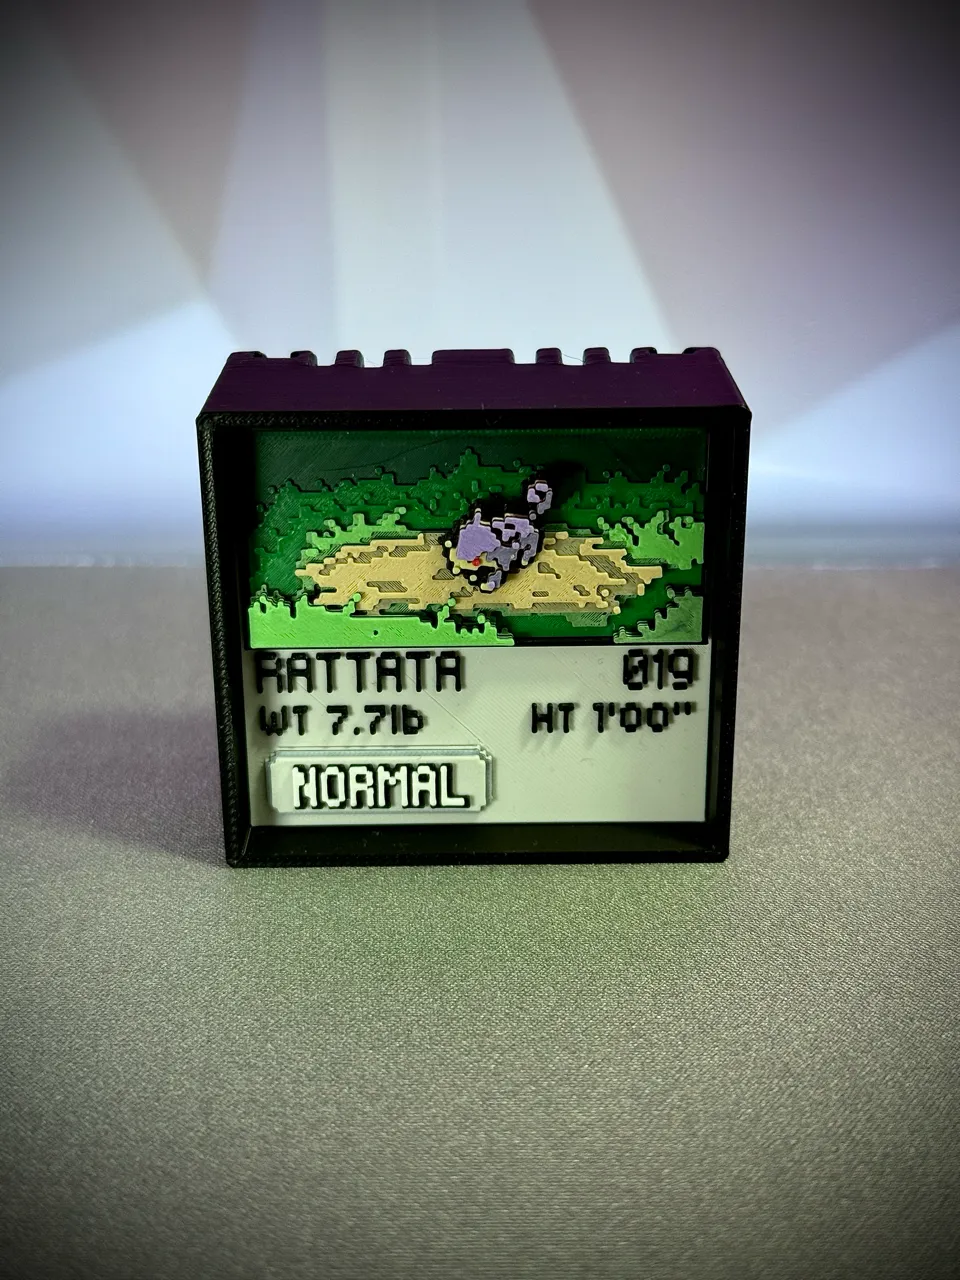 RATTATA 019
WT 7.7lb HT 1'00"
NORMAL